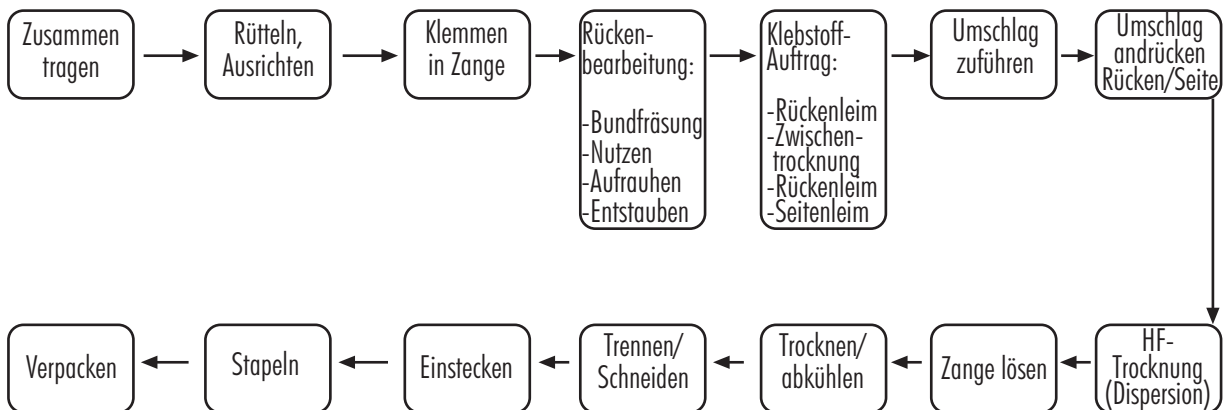 Zusammen
tragen
Rütteln,
Ausrichten
Klemmen
in Zange
Rücken-
bearbeitung:
-Bundfräsung
-Nutzen
-Aufrauhen
-Entstauben
Klebstoff-
Auftrag:
-Rückenleim
-Zwischen-
trocknung
-Rückenleim
-Seitenleim
Umschlag
zuführen
Umschlag
andrücken
Rücken/Seite
HF-
Trocknung
(Dispersion)
Zange lösen
Trocknen/
abkühlen
Trennen/
Schneiden
Einstecken
Stapeln
Verpacken